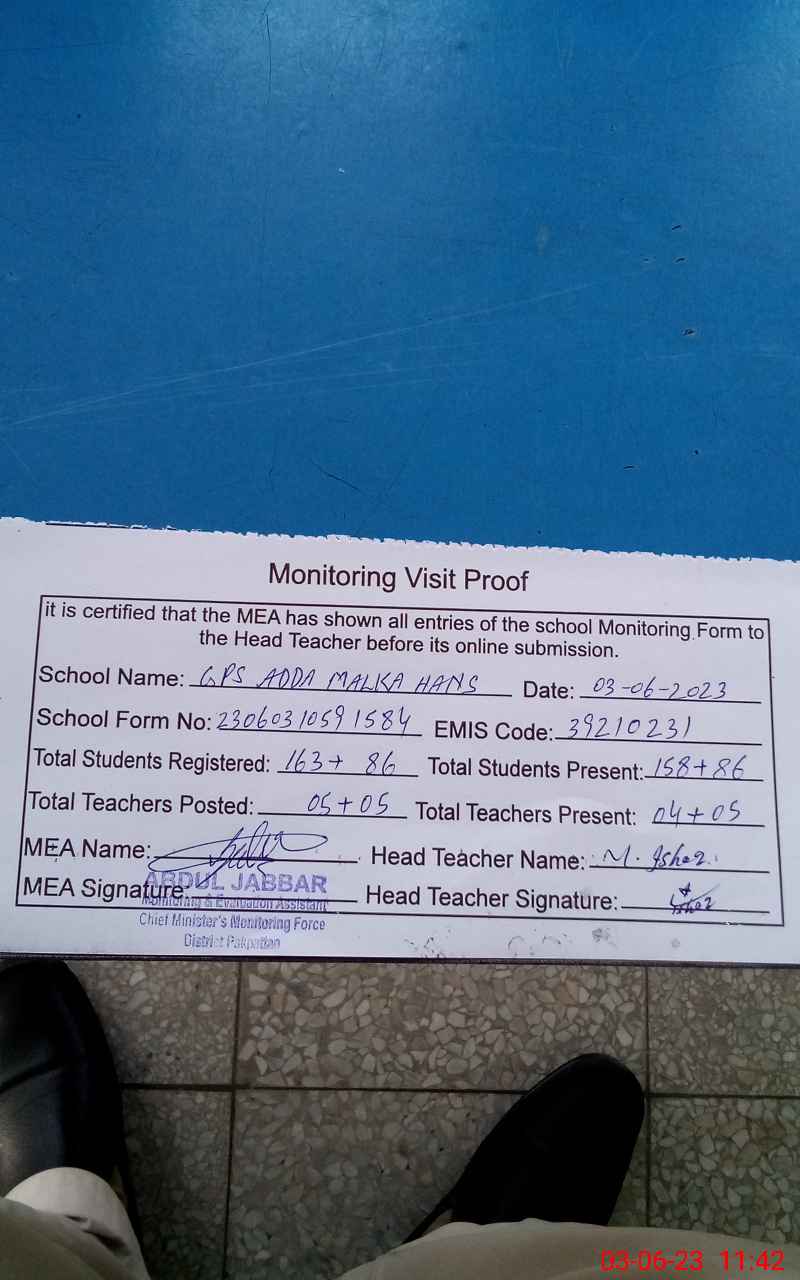 Monitoring Visit Proof
it is certified that the MEA has shown all entries of the school Monitoring Form to
the Head Teacher before its online submission.
School Name: GPS ADDA MALKA HANS Date: 03-06-2023
School Form No: 2306031059 1584 EMIS Code: 39210231
Total Students Registered: 163+ 86 Total Students Present: 158+86
Total Teachers Posted: 05+05 Total Teachers Present: 04+05
MEA Name: Head Teacher Name: M.
MEA Signature: Head Teacher Signature:
ABDUL JABBAR
Monitoring & Evaluation Assistant
Chief Minister's Monitoring Force
District Pakpattan
03-06-23 11:42